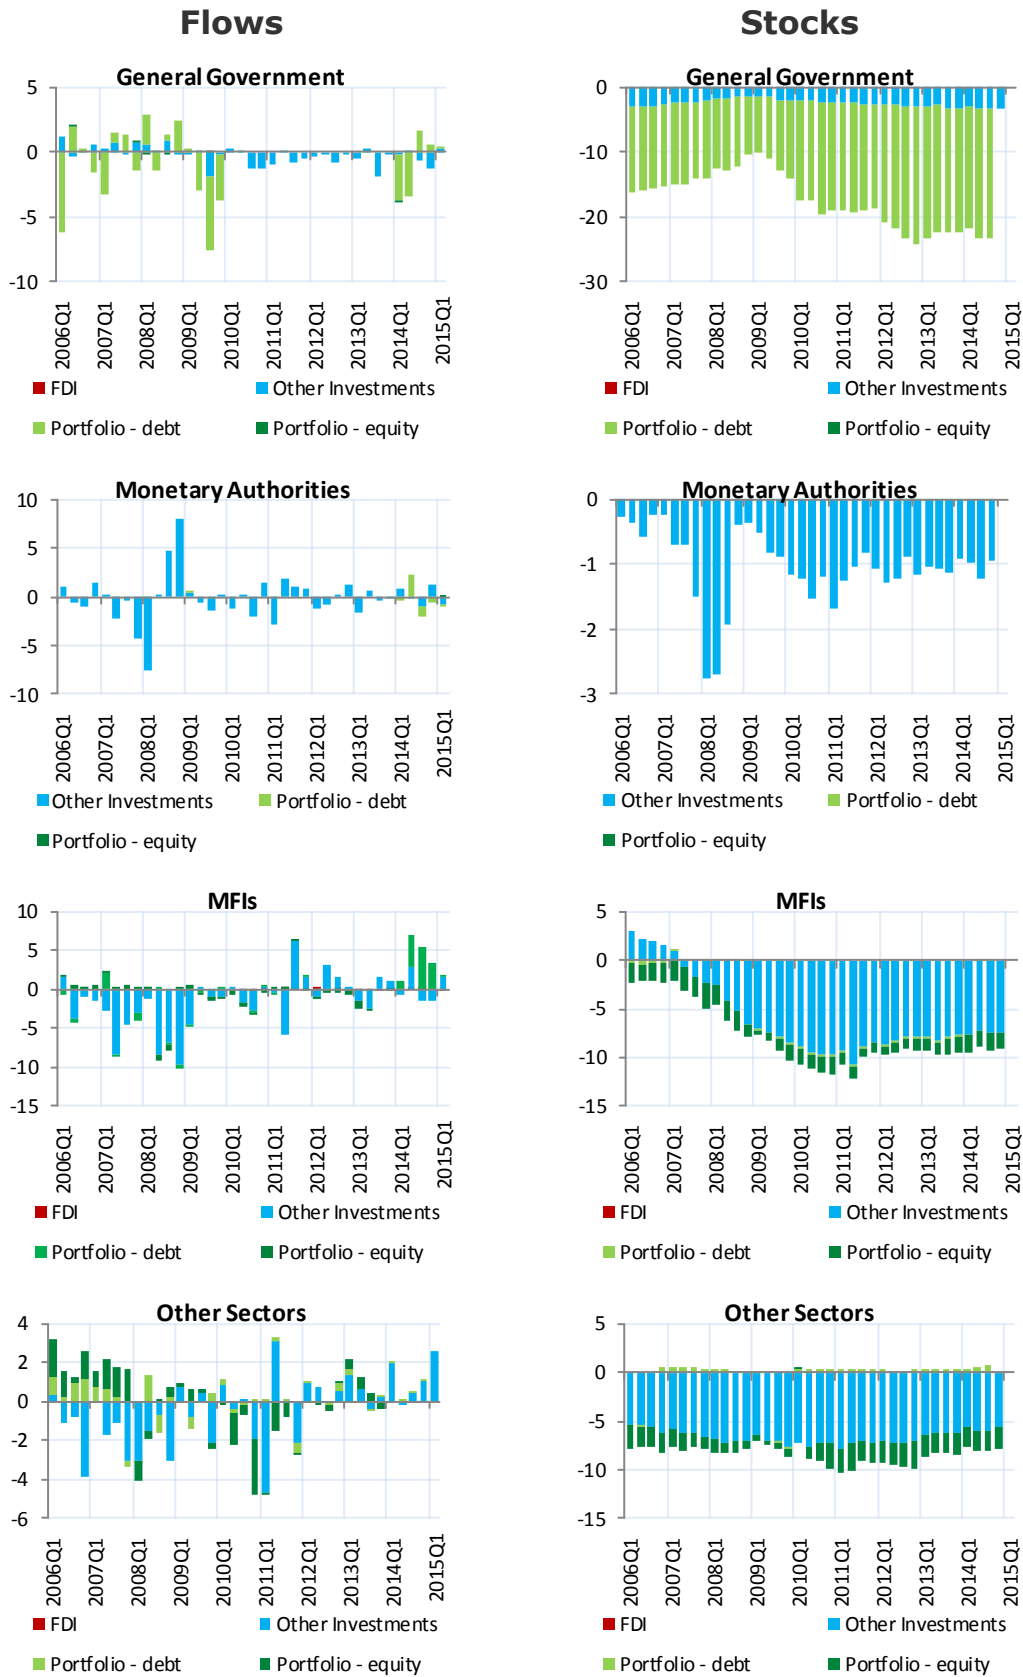 Flows
Stocks
General Government
5
0
-5
-10
2006Q1
2007Q1
2008Q1
2009Q1
2010Q1
2011Q1
2012Q1
2013Q1
2014Q1
2015Q1
FDI
Other Investments
Portfolio - debt
Portfolio - equity
General Government
0
-10
-20
-30
2006Q1
2007Q1
2008Q1
2009Q1
2010Q1
2011Q1
2012Q1
2013Q1
2014Q1
2015Q1
FDI
Other Investments
Portfolio - debt
Portfolio - equity
Monetary Authorities
10
5
0
-5
-10
2006Q1
2007Q1
2008Q1
2009Q1
2010Q1
2011Q1
2012Q1
2013Q1
2014Q1
2015Q1
Other Investments
Portfolio - debt
Portfolio - equity
Monetary Authorities
0
-1
-2
-3
2006Q1
2007Q1
2008Q1
2009Q1
2010Q1
2011Q1
2012Q1
2013Q1
2014Q1
2015Q1
Other Investments
Portfolio - debt
Portfolio - equity
MFIs
10
5
0
-5
-10
-15
2006Q1
2007Q1
2008Q1
2009Q1
2010Q1
2011Q1
2012Q1
2013Q1
2014Q1
2015Q1
FDI
Other Investments
Portfolio - debt
Portfolio - equity
MFIs
5
0
-5
-10
-15
2006Q1
2007Q1
2008Q1
2009Q1
2010Q1
2011Q1
2012Q1
2013Q1
2014Q1
2015Q1
FDI
Other Investments
Portfolio - debt
Portfolio - equity
Other Sectors
4
2
0
-2
-4
-6
2006Q1
2007Q1
2008Q1
2009Q1
2010Q1
2011Q1
2012Q1
2013Q1
2014Q1
2015Q1
FDI
Other Investments
Portfolio - debt
Portfolio - equity
Other Sectors
5
0
-5
-10
-15
2006Q1
2007Q1
2008Q1
2009Q1
2010Q1
2011Q1
2012Q1
2013Q1
2014Q1
2015Q1
FDI
Other Investments
Portfolio - debt
Portfolio - equity